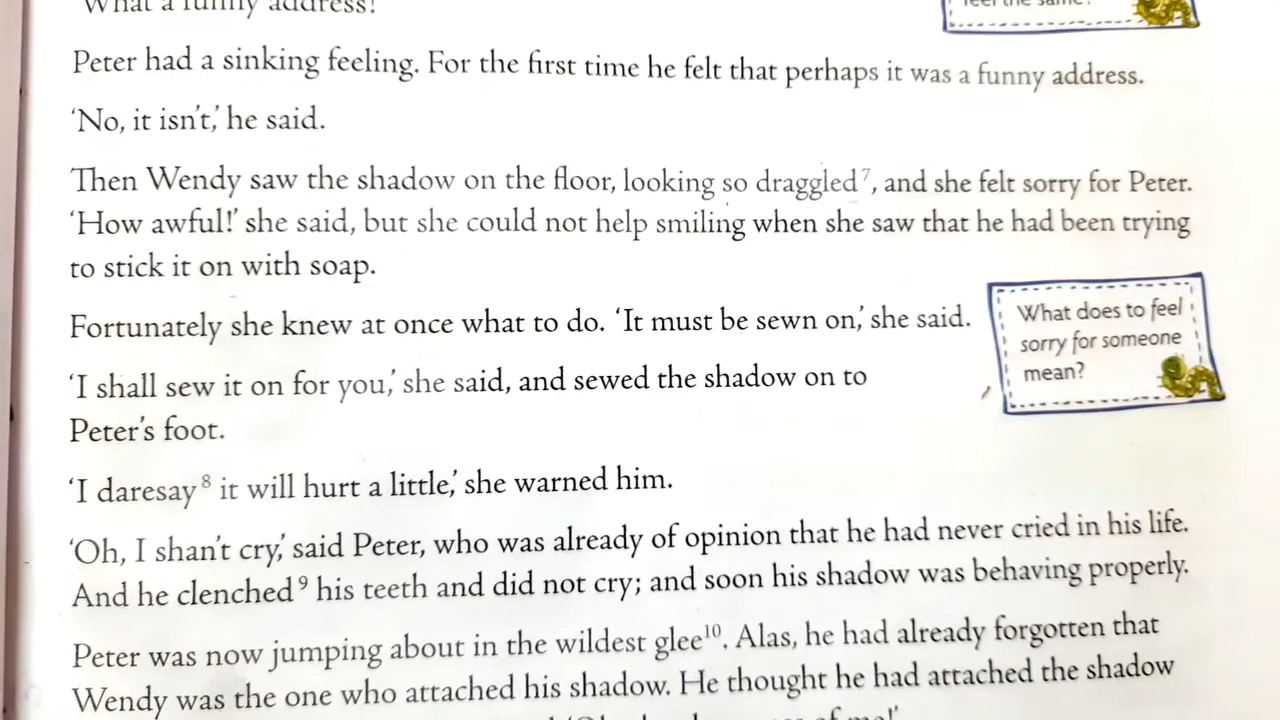 'What a funny address!
feel the same?
Peter had a sinking feeling. For the first time he felt that perhaps it was a funny address.
'No, it isn't,' he said.
Then Wendy saw the shadow on the floor, looking so draggled⁷, and she felt sorry for Peter.
'How awful!' she said, but she could not help smiling when she saw that he had been trying
to stick it on with soap.
Fortunately she knew at once what to do. 'It must be sewn on,' she said.
'I shall sew it on for you,' she said, and sewed the shadow on to
Peter's foot.
What does to feel
sorry for someone
mean?
'I daresay⁸ it will hurt a little,' she warned him.
'Oh, I shan't cry,' said Peter, who was already of opinion that he had never cried in his life.
And he clenched⁹ his teeth and did not cry; and soon his shadow was behaving properly.
Peter was now jumping about in the wildest glee¹⁰. Alas, he had already forgotten that
Wendy was the one who attached his shadow. He thought he had attached the shadow
of me!'